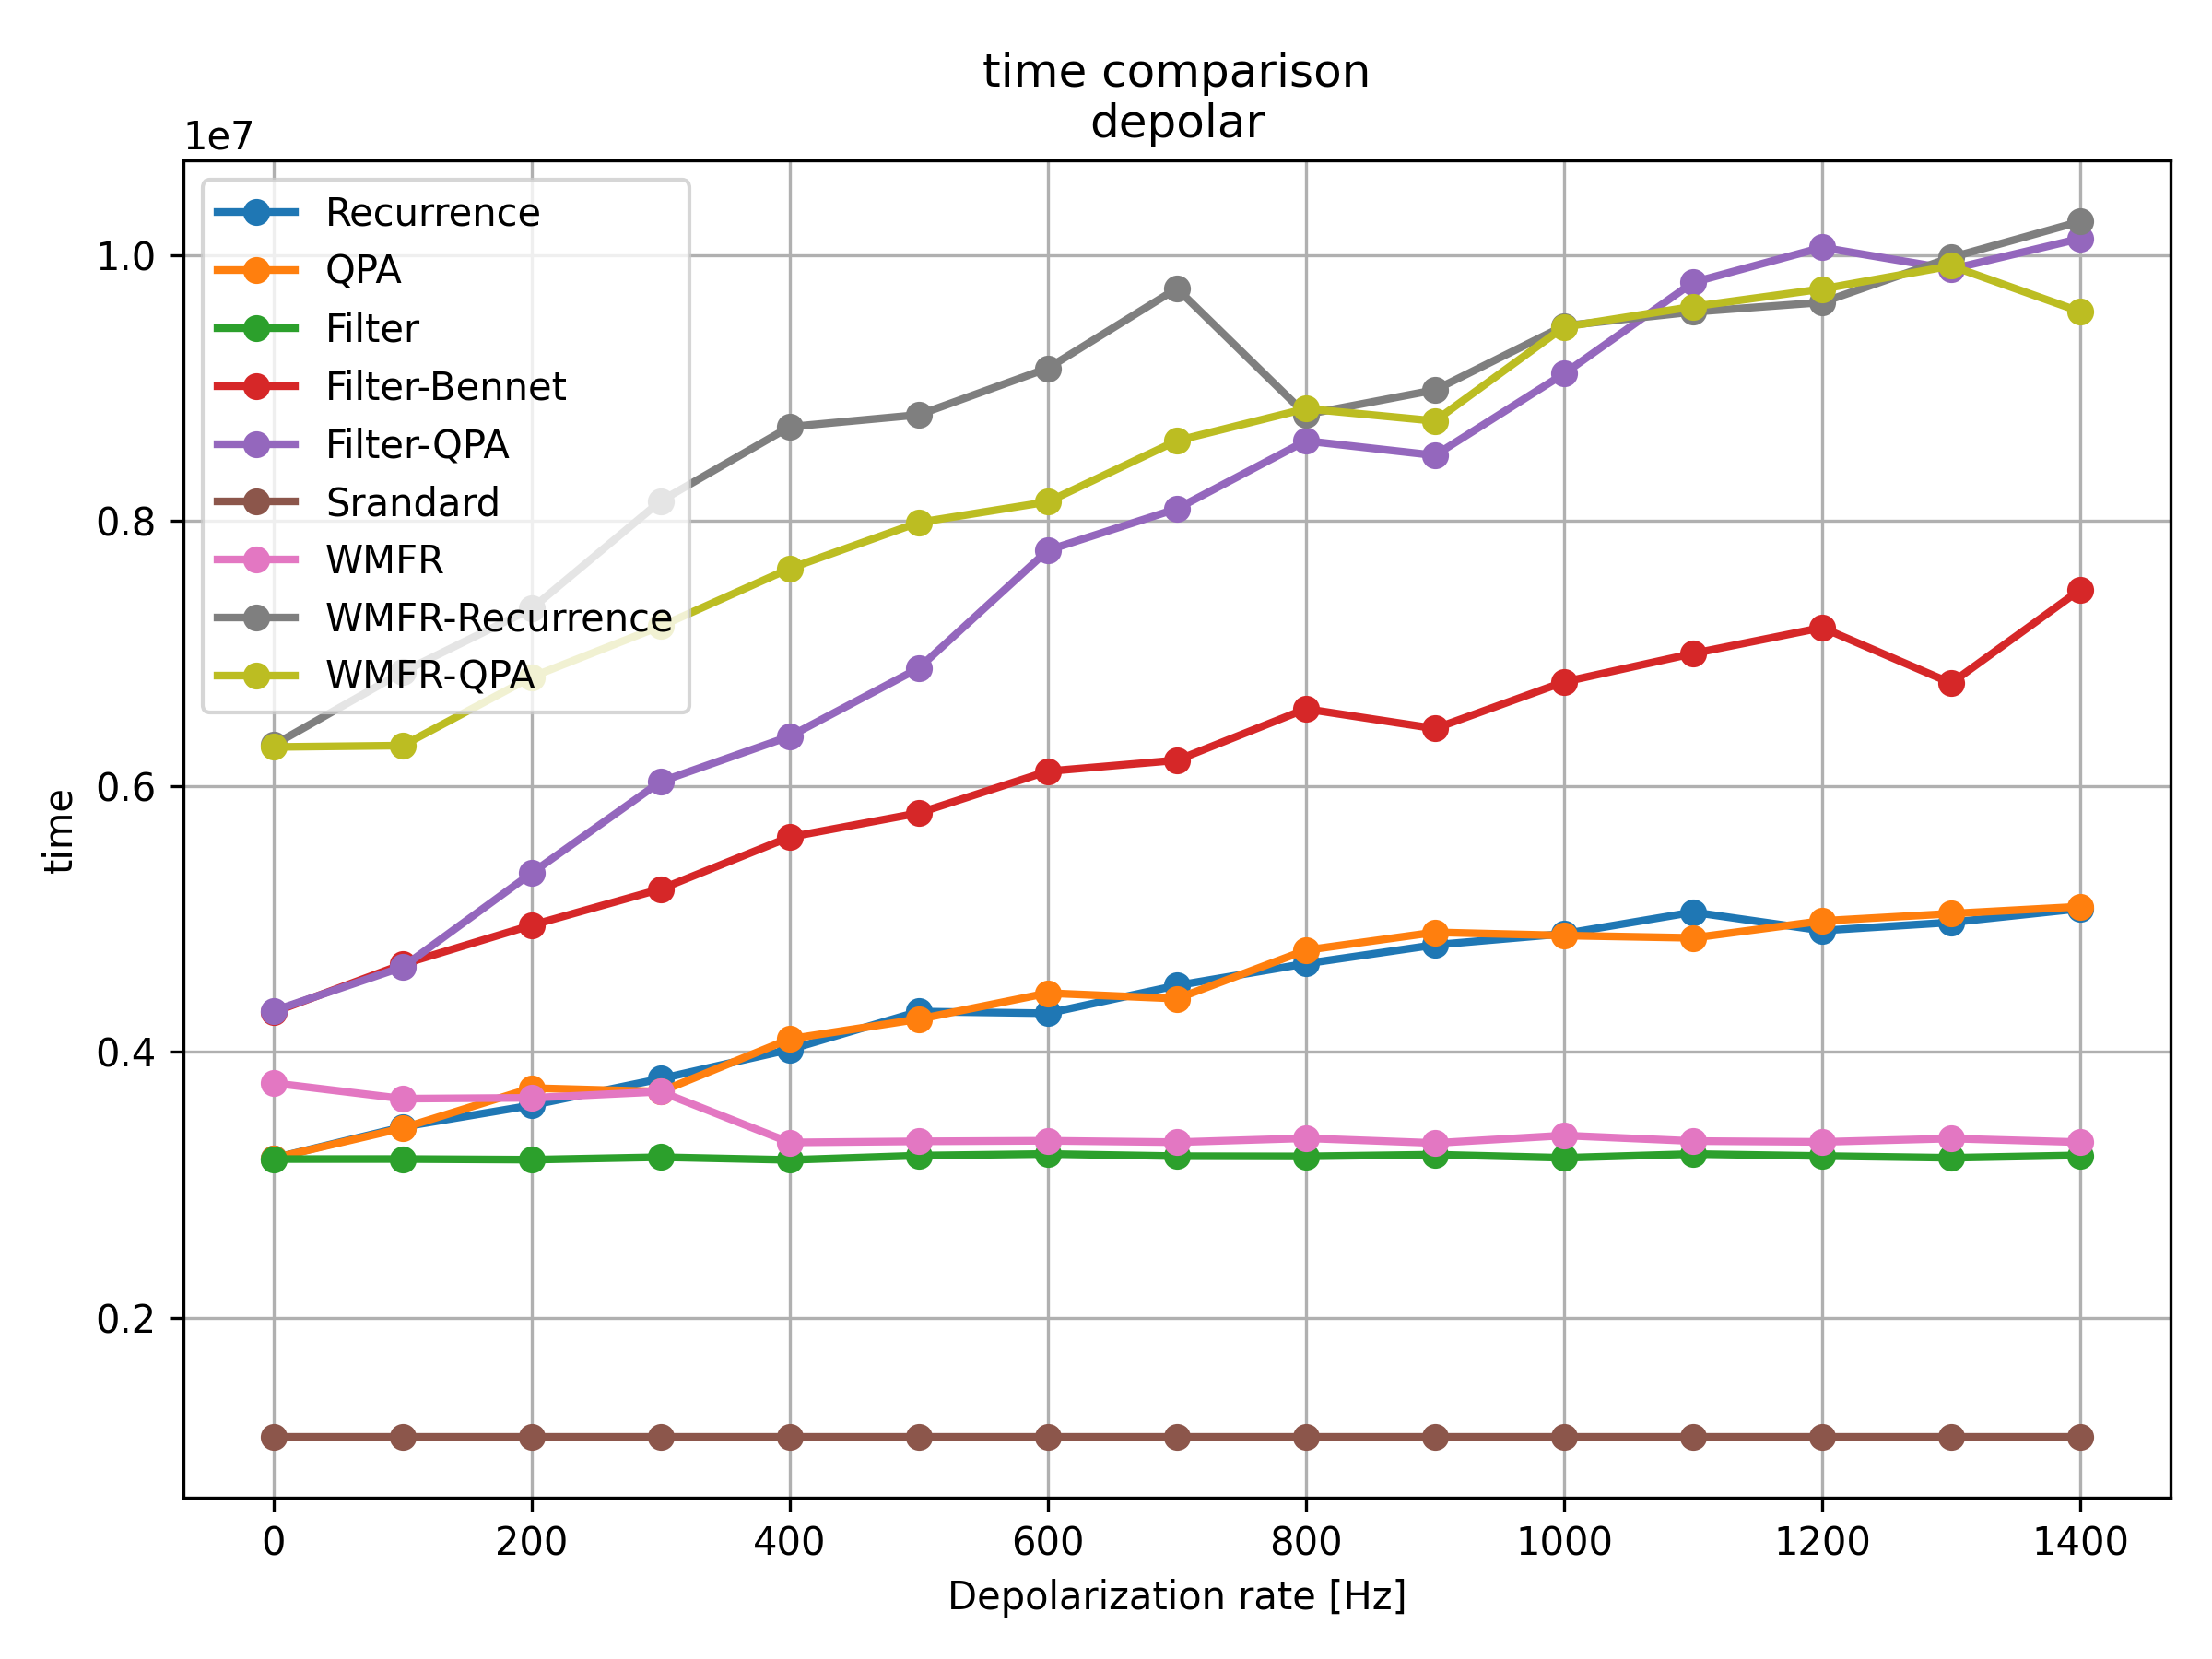 time comparison
depolar
1e7
1.0
0.8
0.6
0.4
0.2
time
Recurrence
QPA
Filter
Filter-Bennet
Filter-QPA
Srandard
WMFR
WMFR-Recurrence
WMFR-QPA
0 200 400 600 800 1000 1200 1400
Depolarization rate [Hz]